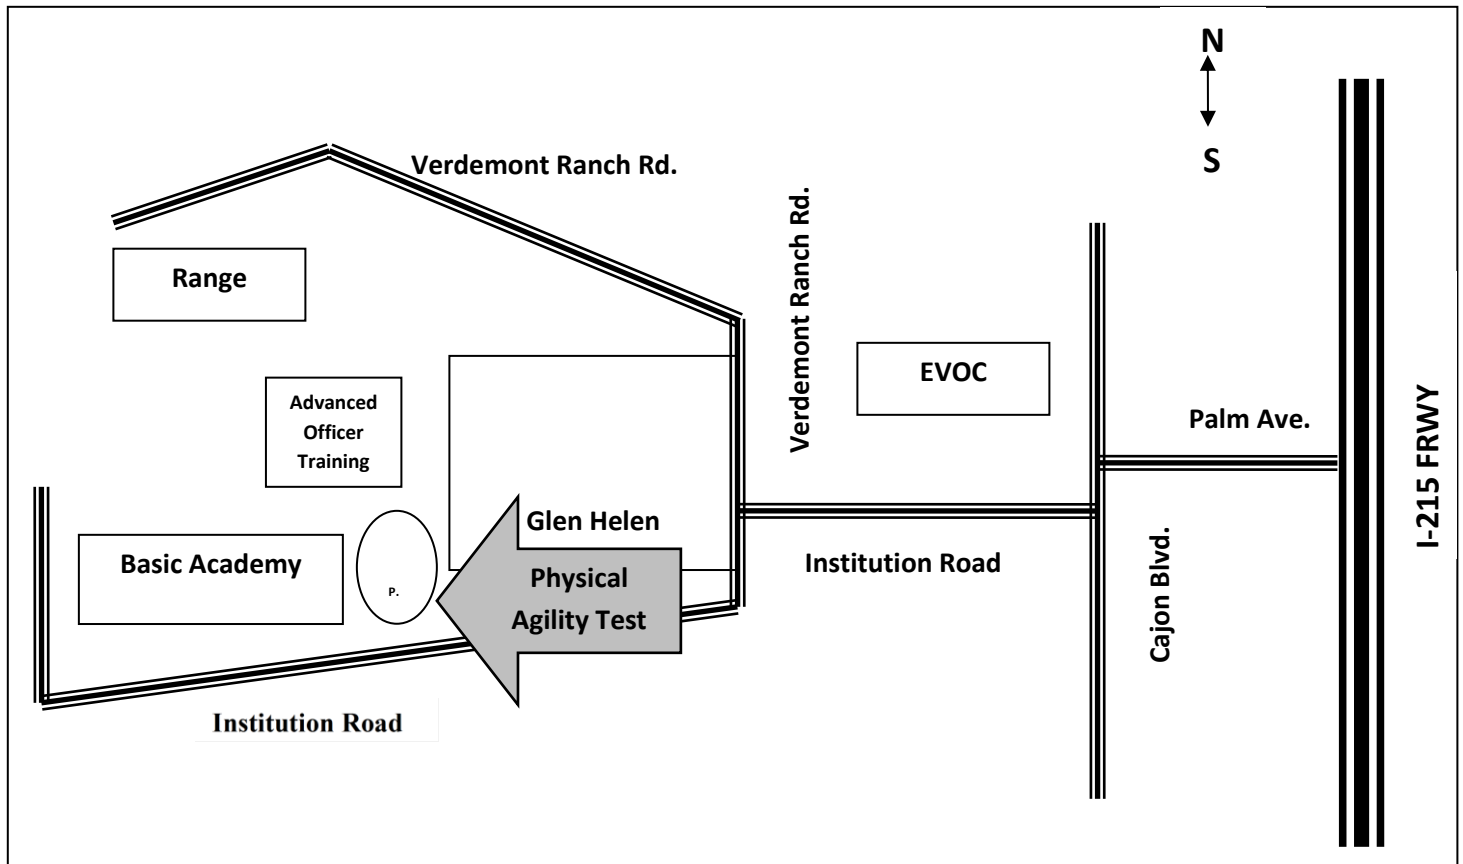 N
S
Verdemont Ranch Rd.
Verdemont Ranch Rd.
Range
EVOC
Advanced
Officer
Training
Palm Ave.
I-215 FRWY
Glen Helen
Basic Academy
P.
Physical
Agility Test
Institution Road
Cajon Blvd.
Institution Road